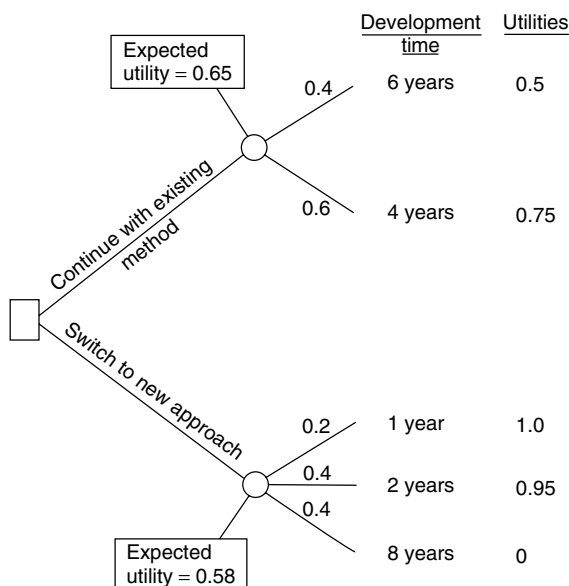 Development Utilities
time
Expected
utility = 0.65
0.4
6 years 0.5
0.6
4 years 0.75
Continue with existing
method
Switch to new approach
0.2
1 year 1.0
0.4
2 years 0.95
0.4
8 years 0
Expected
utility = 0.58